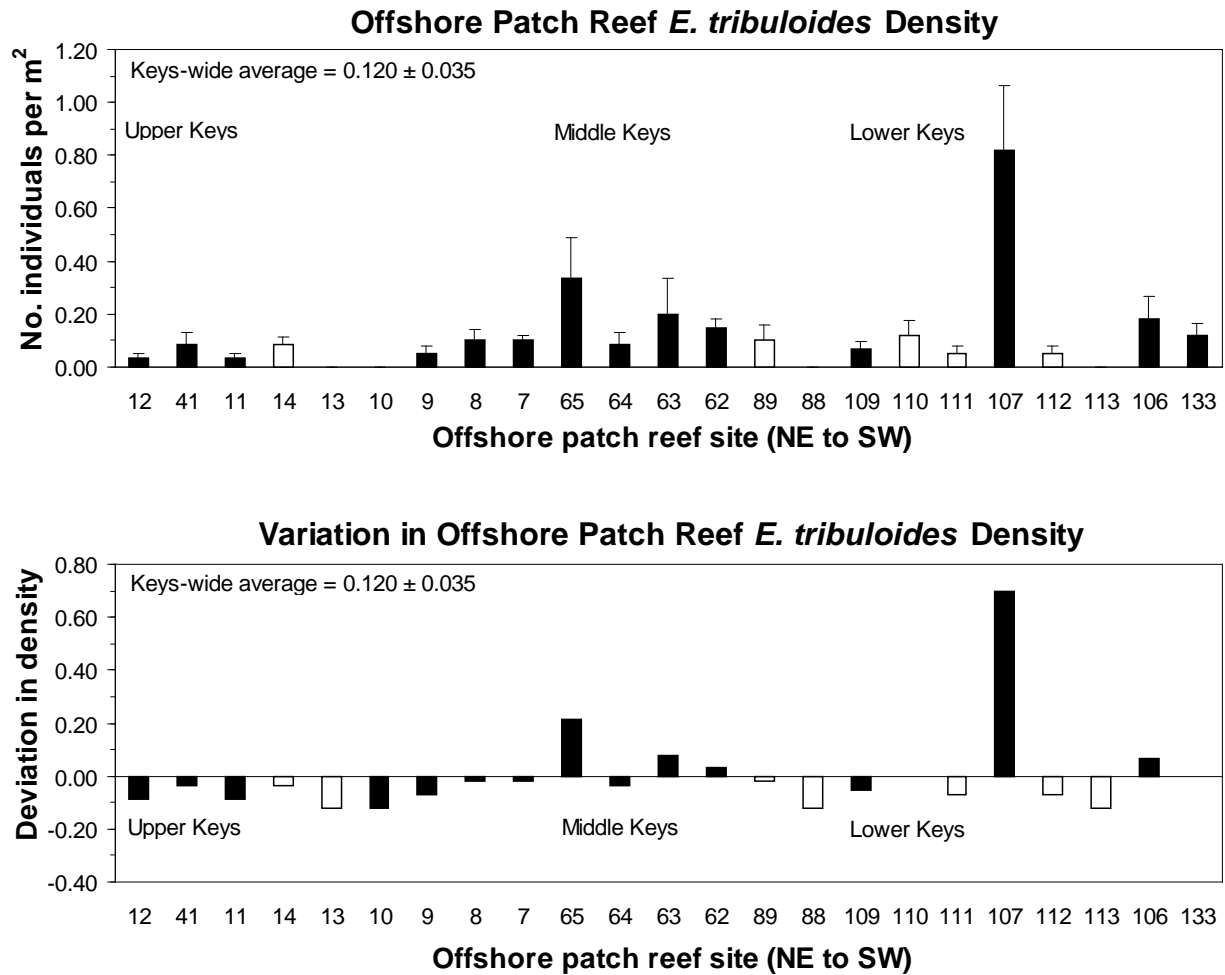 Offshore Patch Reef E. tribuloides Density
No. individuals per m²
1.20
1.00
0.80
0.60
0.40
0.20
0.00
Keys-wide average = 0.120 ± 0.035
Upper Keys Middle Keys Lower Keys
12 41 11 14 13 10 9 8 7 65 64 63 62 89 88 109 110 111 107 112 113 106 133
Offshore patch reef site (NE to SW)
Variation in Offshore Patch Reef E. tribuloides Density
Deviation in density
0.80
0.60
0.40
0.20
0.00
-0.20
-0.40
Keys-wide average = 0.120 ± 0.035
Upper Keys Middle Keys Lower Keys
12 41 11 14 13 10 9 8 7 65 64 63 62 89 88 109 110 111 107 112 113 106 133
Offshore patch reef site (NE to SW)